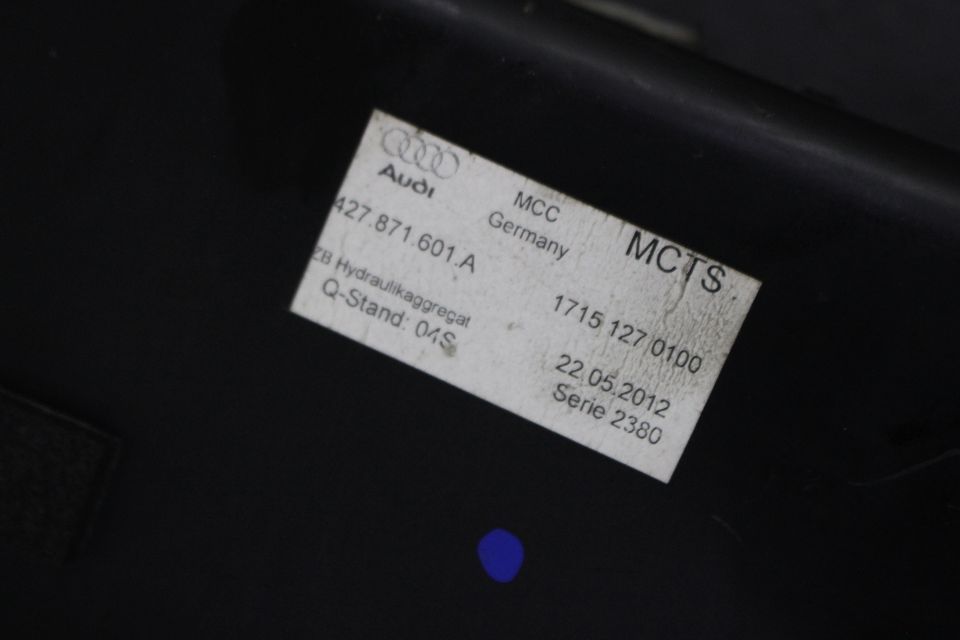 Audi
427.871.601.A
ZB Hydraulikaggregat
Q-Stand: 04S
MCC
Germany
MCTS
1715 127 0100
22.05.2012
Serie 2380